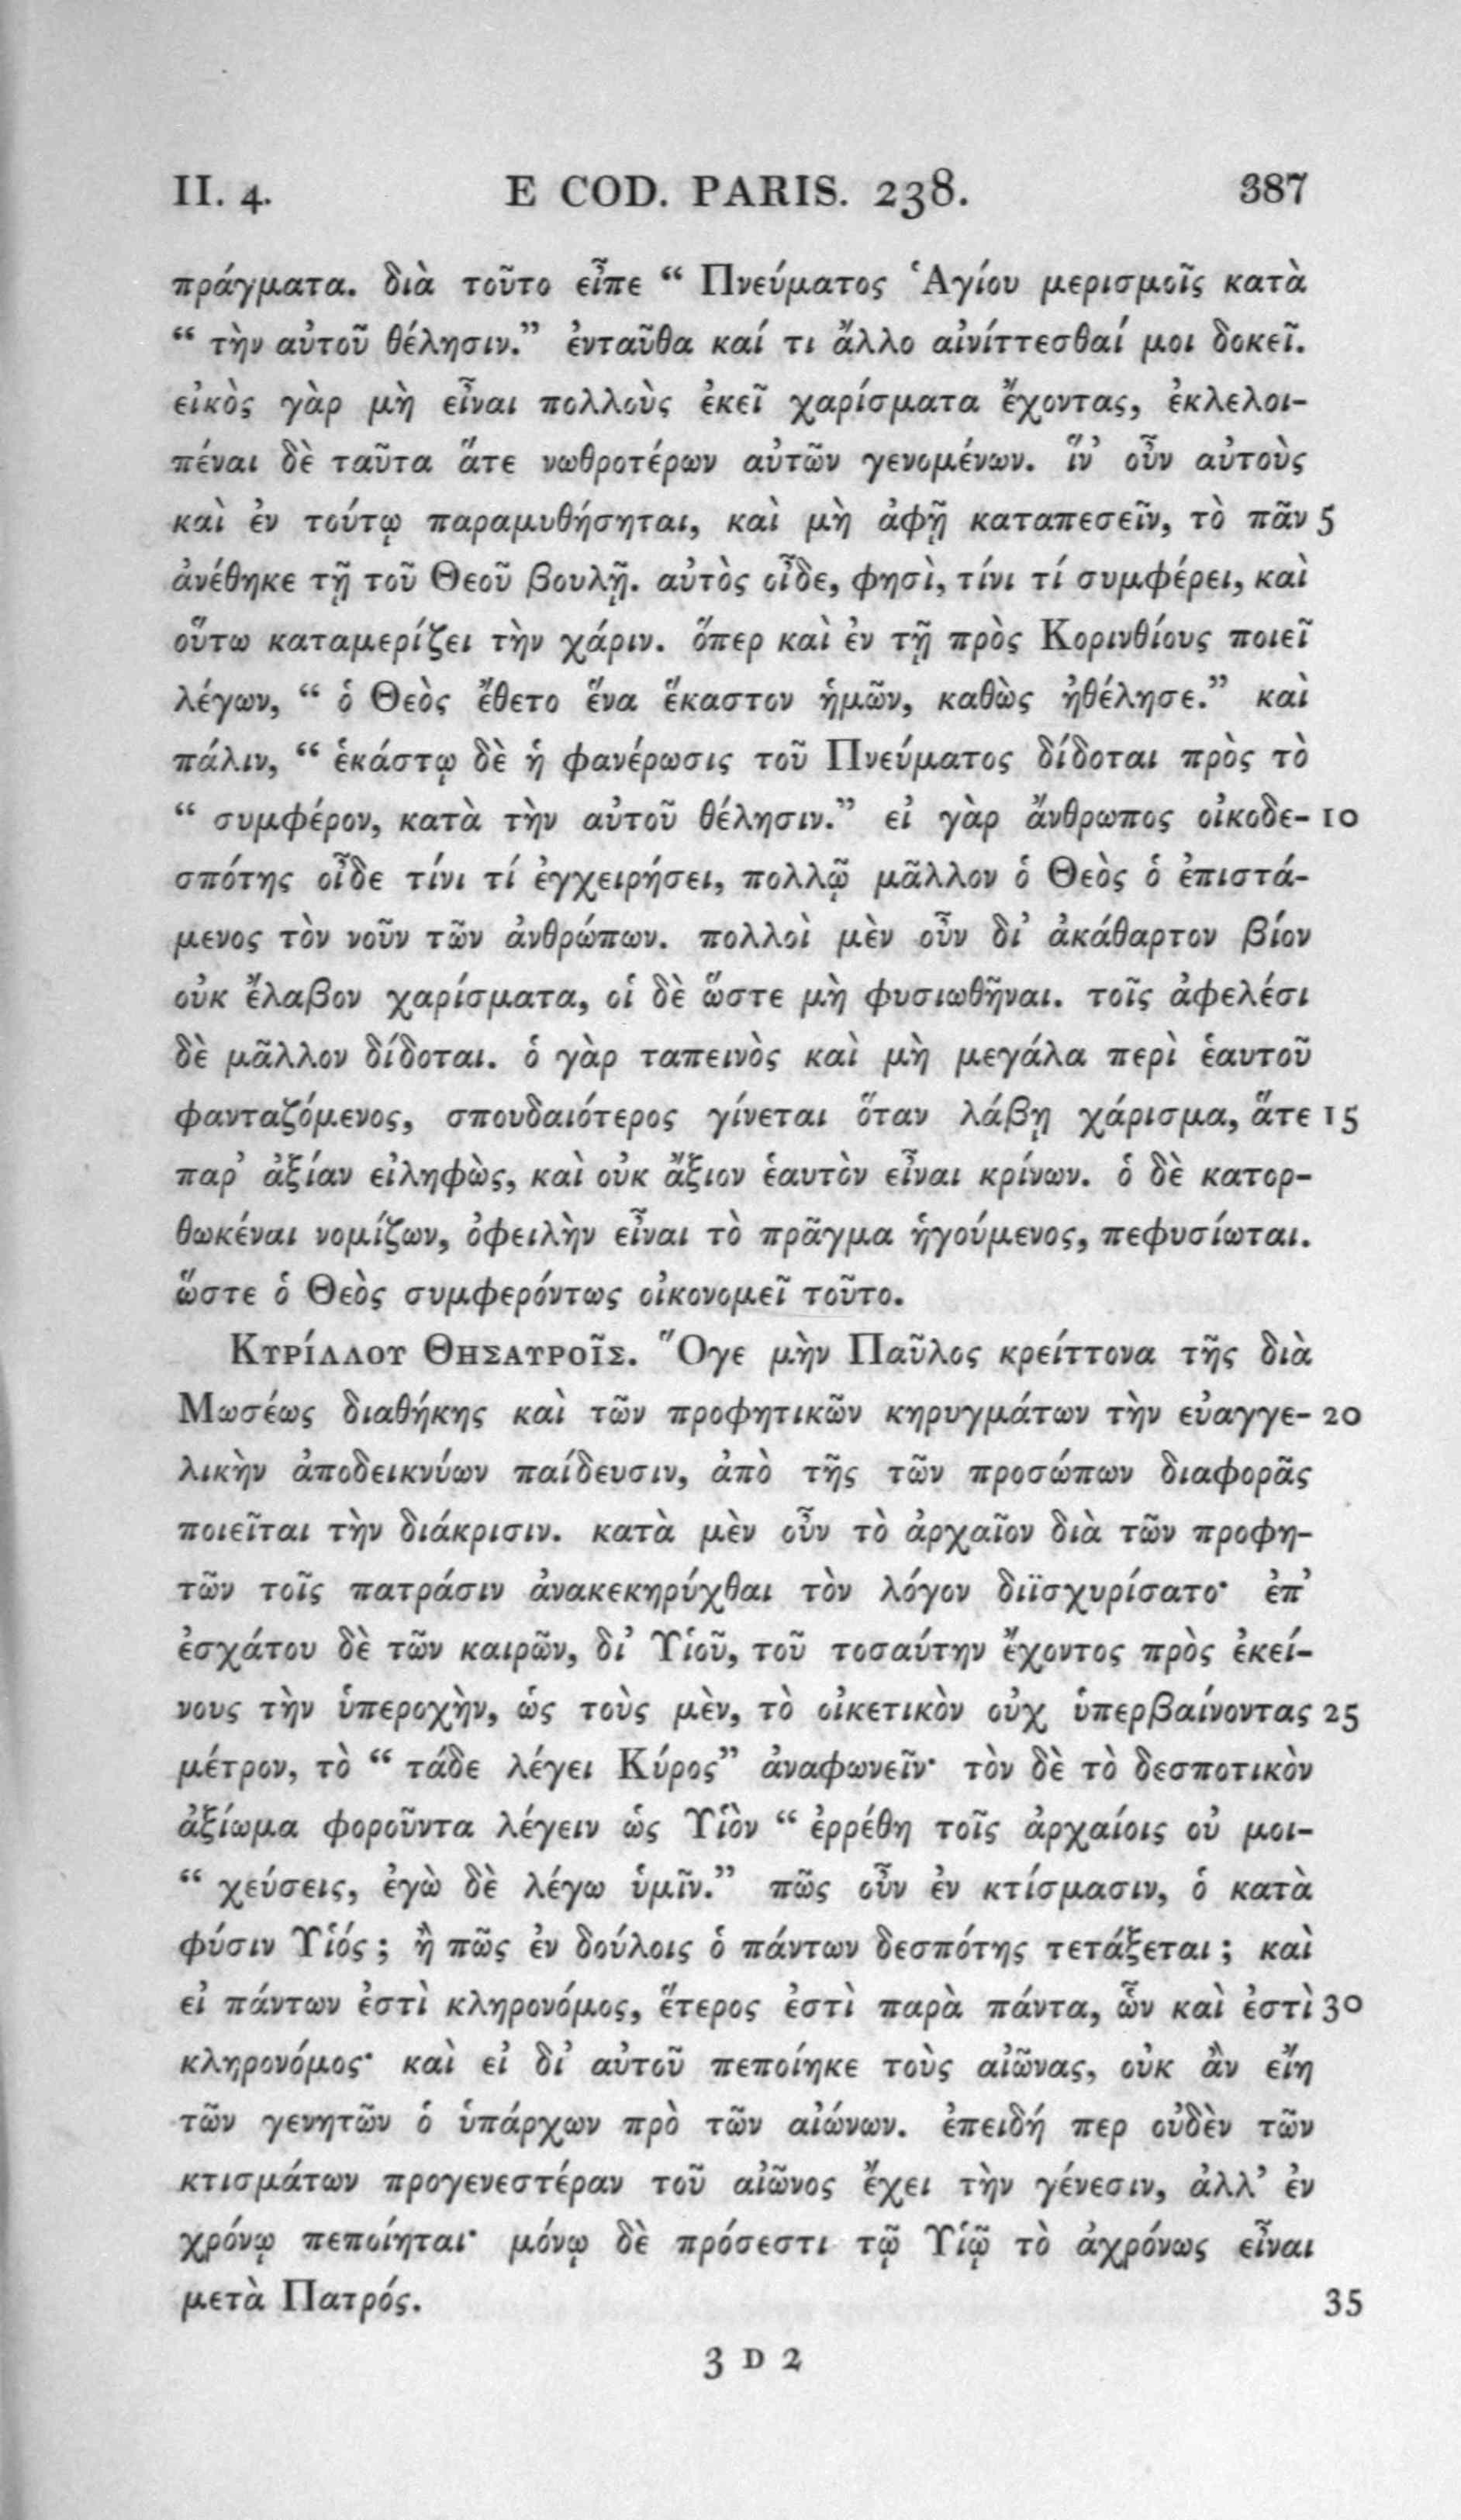 II. 4. E COD. PARIS. 238. 387
πράγματα. διὰ τοῦτο εἶπε “ Πνεύματος Ἁγίου μερισμοῖς κατὰ
“ τὴν αὐτοῦ θέλησιν.” ἐνταῦθα καί τι ἄλλο αἰνίττεσθαί μοι δοκεῖ.
εἰκὸς γὰρ μὴ εἶναι πολλοὺς ἐκεῖ χαρίσματα ἔχοντας, ἐκλελοι-
πέναι δὲ ταῦτα ἅτε νωθροτέρων αὐτῶν γενομένων. ἵν’ οὖν αὐτοὺς
καὶ ἐν τούτῳ παραμυθήσηται, καὶ μὴ ἀφῇ καταπεσεῖν, τὸ πᾶν 5
ἀνέθηκε τῇ τοῦ Θεοῦ βουλῇ. αὐτὸς οἶδε, φησὶ, τίνι τί συμφέρει, καὶ
οὕτω καταμερίζει τὴν χάριν. ὅπερ καὶ ἐν τῇ πρὸς Κορινθίους ποιεῖ
λέγων, “ ὁ Θεὸς ἔθετο ἕνα ἕκαστον ἡμῶν, καθὼς ἠθέλησε.” καὶ
πάλιν, “ ἑκάστῳ δὲ ἡ φανέρωσις τοῦ Πνεύματος δίδοται πρὸς τὸ
“ συμφέρον, κατὰ τὴν αὐτοῦ θέλησιν.” εἰ γὰρ ἄνθρωπος οἰκοδε- 10
σπότης οἶδε τίνι τί ἐγχειρήσει, πολλῷ μᾶλλον ὁ Θεὸς ὁ ἐπιστά-
μενος τὸν νοῦν τῶν ἀνθρώπων. πολλοὶ μὲν οὖν δι’ ἀκάθαρτον βίον
οὐκ ἔλαβον χαρίσματα, οἱ δὲ ὥστε μὴ φυσιωθῆναι. τοῖς ἀφελέσι
δὲ μᾶλλον δίδοται. ὁ γὰρ ταπεινὸς καὶ μὴ μεγάλα περὶ ἑαυτοῦ
φανταζόμενος, σπουδαιότερος γίνεται ὅταν λάβῃ χάρισμα, ἅτε 15
παρ’ ἀξίαν εἰληφὼς, καὶ οὐκ ἄξιον ἑαυτὸν εἶναι κρίνων. ὁ δὲ κατορ-
θωκέναι νομίζων, ὀφειλὴν εἶναι τὸ πρᾶγμα ἡγούμενος, πεφυσίωται.
ὥστε ὁ Θεὸς συμφερόντως οἰκονομεῖ τοῦτο.
ΚΥΡΊΛΛΟΥ ΘΗΣΑΥΡΟΪ͂Σ. Ὅγε μὴν Παῦλος κρείττονα τῆς διὰ
Μωσέως διαθήκης καὶ τῶν προφητικῶν κηρυγμάτων τὴν εὐαγγε- 20
λικὴν ἀποδεικνύων παίδευσιν, ἀπὸ τῆς τῶν προσώπων διαφορᾶς
ποιεῖται τὴν διάκρισιν. κατὰ μὲν οὖν τὸ ἀρχαῖον διὰ τῶν προφη-
τῶν τοῖς πατράσιν ἀνακεκηρύχθαι τὸν λόγον διϊσχυρίσατο· ἐπ’
ἐσχάτου δὲ τῶν καιρῶν, δι’ Υἱοῦ, τοῦ τοσαύτην ἔχοντος πρὸς ἐκεί-
νους τὴν ὑπεροχὴν, ὡς τοὺς μὲν, τὸ οἰκετικὸν οὐχ ὑπερβαίνοντας 25
μέτρον, τὸ “ τάδε λέγει Κύρος” ἀναφωνεῖν· τὸν δὲ τὸ δεσποτικὸν
ἀξίωμα φοροῦντα λέγειν ὡς Υἱὸν “ ἐρρέθη τοῖς ἀρχαίοις οὐ μοι-
“ χεύσεις, ἐγὼ δὲ λέγω ὑμῖν.” πῶς οὖν ἐν κτίσμασιν, ὁ κατὰ
φύσιν Υἱός ; ἢ πῶς ἐν δούλοις ὁ πάντων δεσπότης τετάξεται ; καὶ
εἰ πάντων ἐστὶ κληρονόμος, ἕτερος ἐστὶ παρὰ πάντα, ὧν καὶ ἐστὶ 30
κληρονόμος· καὶ εἰ δι’ αὐτοῦ πεποίηκε τοὺς αἰῶνας, οὐκ ἂν εἴη
τῶν γενητῶν ὁ ὑπάρχων πρὸ τῶν αἰώνων. ἐπειδή περ οὐδὲν τῶν
κτισμάτων προγενεστέραν τοῦ αἰῶνος ἔχει τὴν γένεσιν, ἀλλ’ ἐν
χρόνῳ πεποίηται· μόνῳ δὲ πρόσεστι τῷ Υἱῷ τὸ ἀχρόνως εἶναι
μετὰ Πατρός. 35
3 D 2